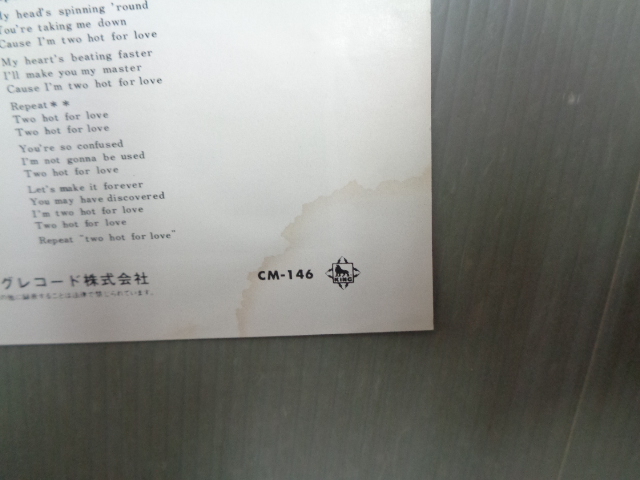 My head's spinning 'round
You're taking me down
Cause I'm two hot for love
My heart's beating faster
I'll make you my master
Cause I'm two hot for love
Repeat＊＊
Two hot for love
Two hot for love
You're so confused
I'm not gonna be used
Two hot for love
Let's make it forever
You may have discovered
I'm two hot for love
Two hot for love
Repeat "two hot for love"
グレコード株式会社
CM-146
KING